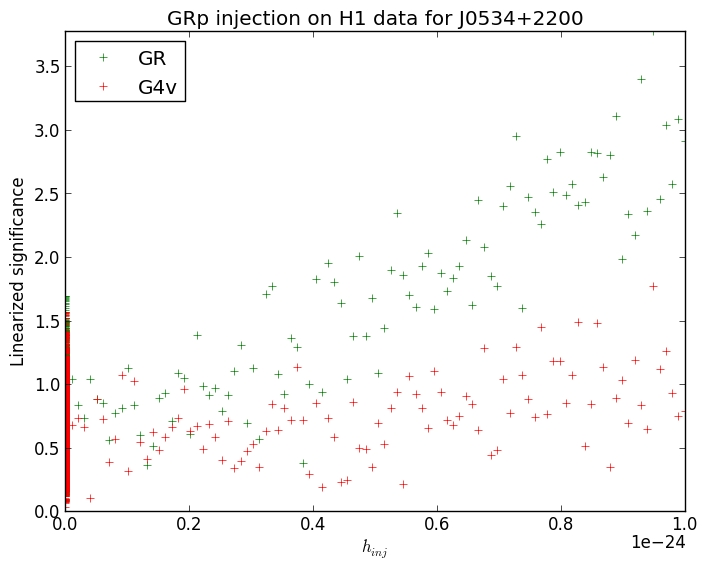 GRp injection on H1 data for J0534+2200
GR
G4v
Linearized significance
3.5
3.0
2.5
2.0
1.5
1.0
0.5
0.0
0.0 0.2 0.4 0.6 0.8 1.0
1e−24
h_inj